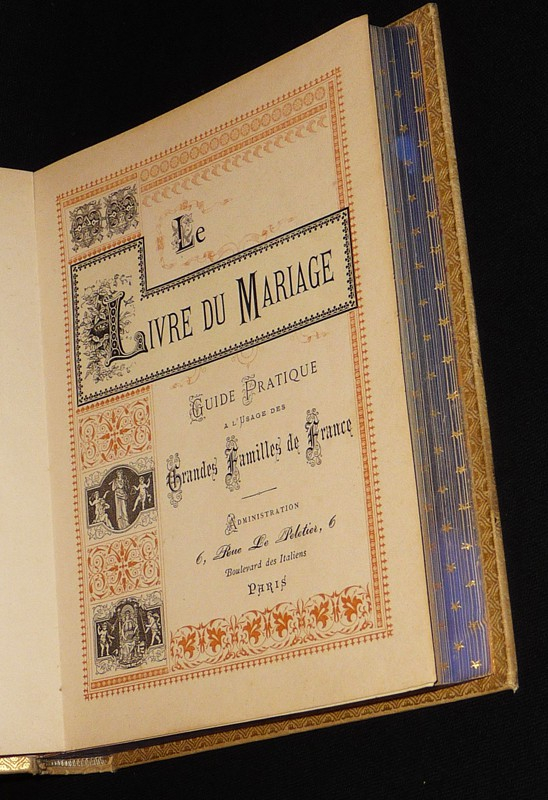 Le
LIVRE DU MARIAGE
GUIDE PRATIQUE
A L'USAGE DES
Grandes Familles de France
ADMINISTRATION
6, Rue Le Peletier, 6
Boulevard des Italiens
PARIS